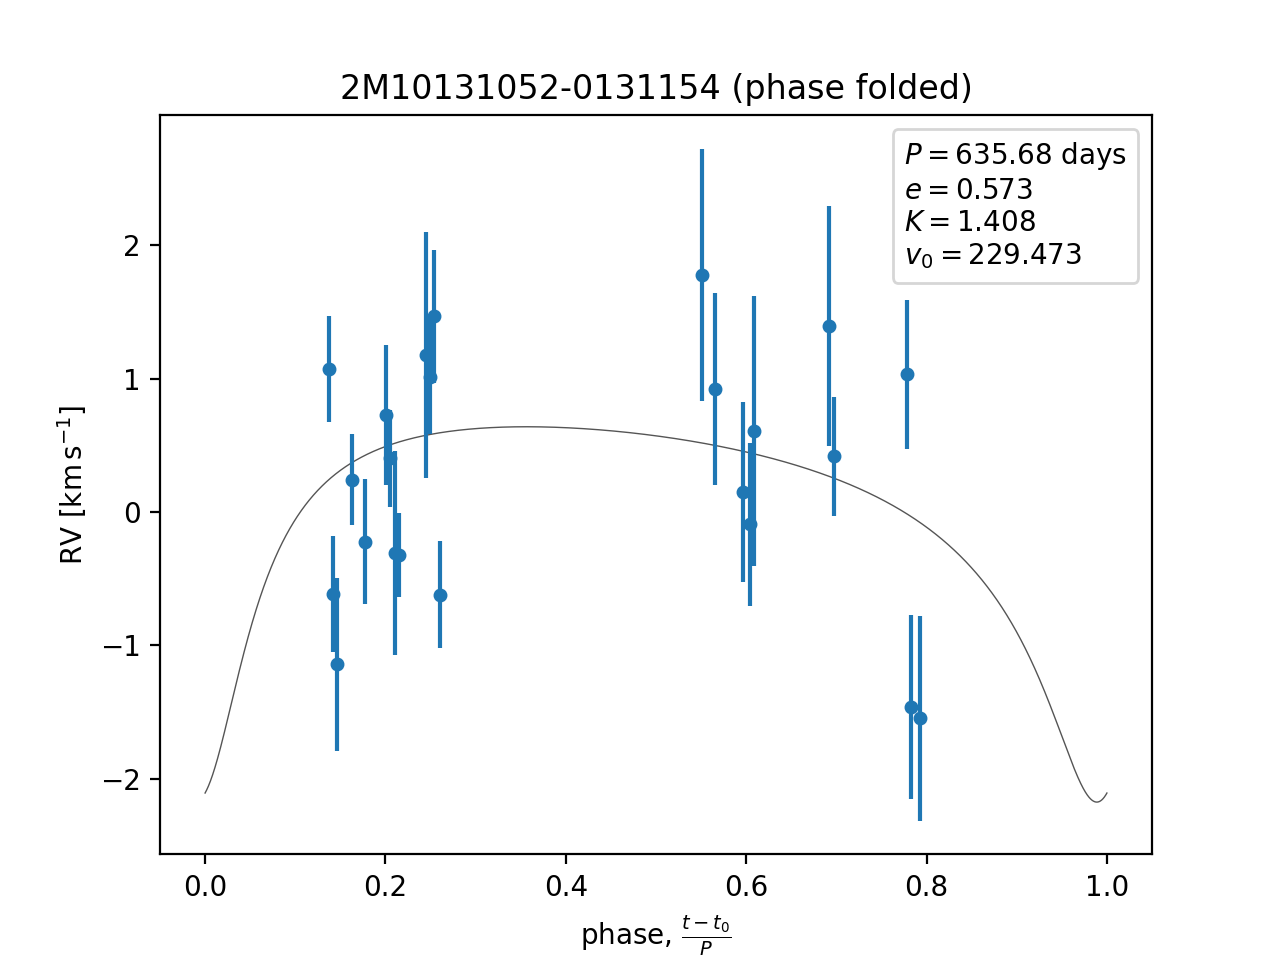 2M10131052-0131154 (phase folded)
P = 635.68 days
e = 0.573
K = 1.408
v₀ = 229.473
RV [km s⁻¹]
2
1
0
−1
−2
0.0 0.2 0.4 0.6 0.8 1.0
phase, (t − t₀)/P